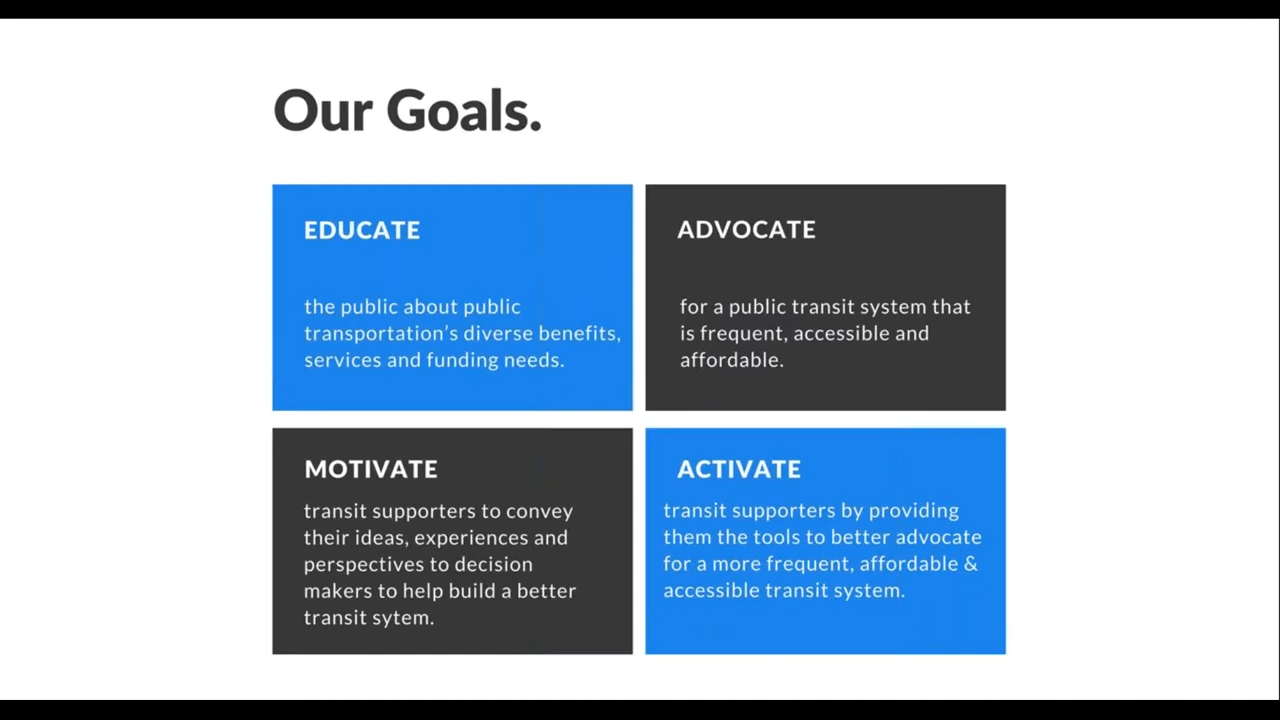 Our Goals.
EDUCATE
the public about public
transportation's diverse benefits,
services and funding needs.
ADVOCATE
for a public transit system that
is frequent, accessible and
affordable.
MOTIVATE
transit supporters to convey
their ideas, experiences and
perspectives to decision
makers to help build a better
transit sytem.
ACTIVATE
transit supporters by providing
them the tools to better advocate
for a more frequent, affordable &
accessible transit system.